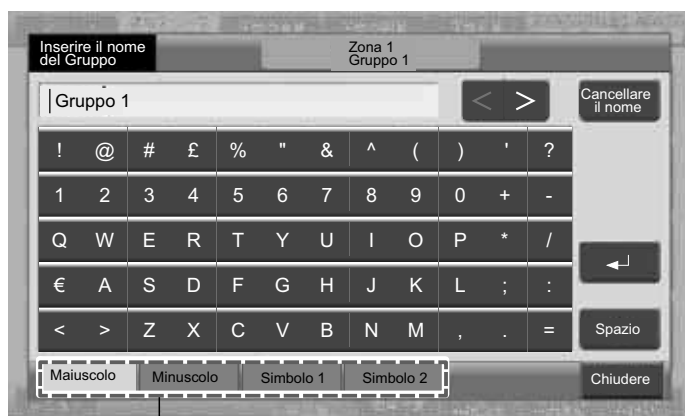 Inserire il nome
del Gruppo
Zona 1
Gruppo 1
Gruppo 1
< >
Cancellare
il nome
! @ # £ % " & ^ ( ) ' ?
1 2 3 4 5 6 7 8 9 0 + -
Q W E R T Y U I O P * /
€ A S D F G H J K L ; :
< > Z X C V B N M , . =
Spazio
Maiuscolo Minuscolo Simbolo 1 Simbolo 2
Chiudere